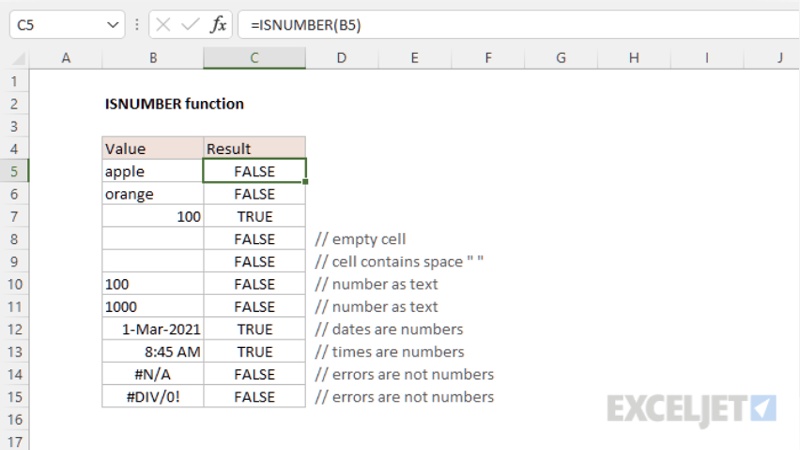 C5 fx =ISNUMBER(B5)
A B C D E F G H I J
1
2 ISNUMBER function
3
4 Value Result
5 apple FALSE
6 orange FALSE
7 100 TRUE
8 FALSE // empty cell
9 FALSE // cell contains space " "
10 100 FALSE // number as text
11 1000 FALSE // number as text
12 1-Mar-2021 TRUE // dates are numbers
13 8:45 AM TRUE // times are numbers
14 #N/A FALSE // errors are not numbers
15 #DIV/0! FALSE // errors are not numbers
16
17
EXCELJET